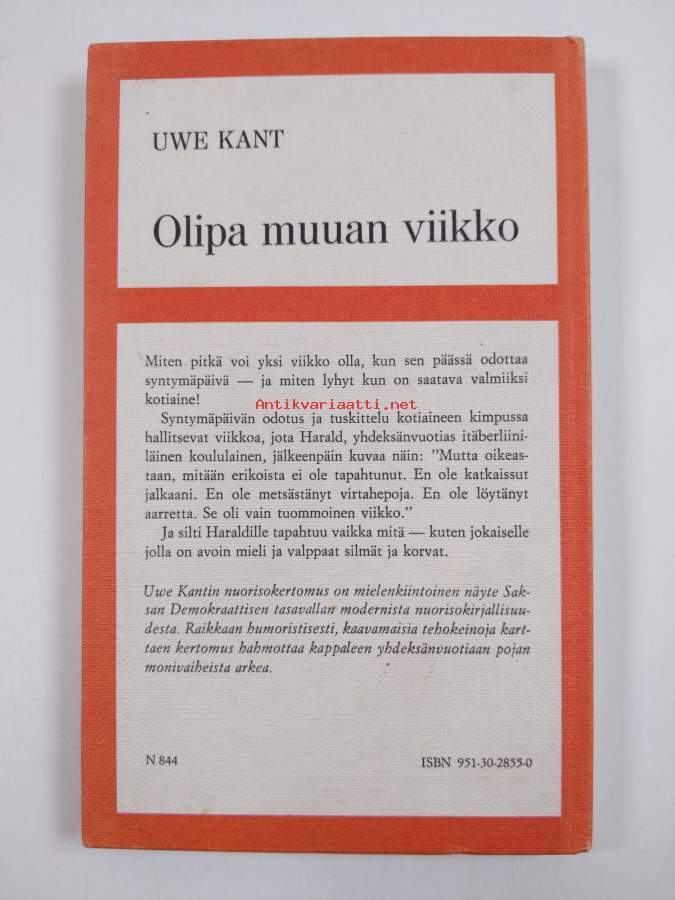 UWE KANT
Olipa muuan viikko
Miten pitkä voi yksi viikko olla, kun sen päässä odottaa
syntymäpäivä — ja miten lyhyt kun on saatava valmiiksi
kotiaine!
Antikvariaatti.net
Syntymäpäivän odotus ja tuskittelu kotiaineen kimpussa
hallitsevat viikkoa, jota Harald, yhdeksänvuotias itäberliini-
läinen koululainen, jälkeenpäin kuvaa näin: ”Mutta oikeas-
taan, mitään erikoista ei ole tapahtunut. En ole katkaissut
jalkaani. En ole metsästänyt virtahepoja. En ole löytänyt
aarretta. Se oli vain tuommoinen viikko.”
Ja silti Haraldille tapahtuu vaikka mitä — kuten jokaiselle
jolla on avoin mieli ja valppaat silmät ja korvat.
Uwe Kantin nuorisokertomus on mielenkiintoinen näyte Sak-
san Demokraattisen tasavallan modernista nuorisokirjallisuu-
desta. Raikkaan humoristisesti, kaavamaisia tehokeinoja kart-
taen kertomus hahmottaa kappaleen yhdeksänvuotiaan pojan
monivaiheista arkea.
N 844
ISBN 951-30-2855-0